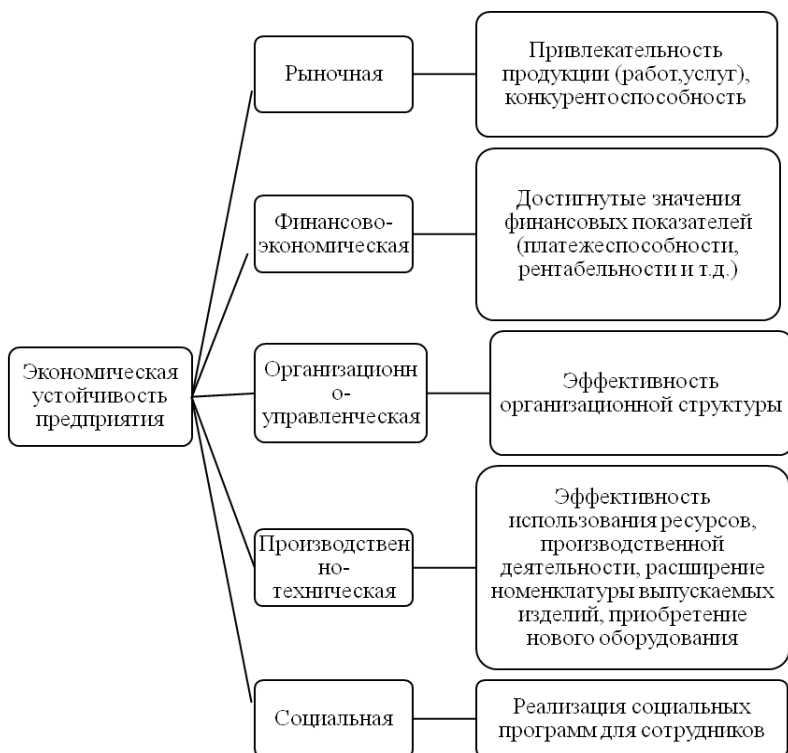 Рыночная
Привлекательность
продукции (работ,услуг),
конкурентоспособность
Финансово-
экономическая
Достигнутые значения
финансовых показателей
(платежеспособности,
рентабельности и т.д.)
Экономическая
устойчивость
предприятия
Организационн
о-
управленческая
Эффективность
организационной структуры
Производствен
но-
техническая
Эффективность
использования ресурсов,
производственной
деятельности, расширение
номенклатуры выпускаемых
изделий, приобретение
нового оборудования
Социальная
Реализация социальных
программ для сотрудников